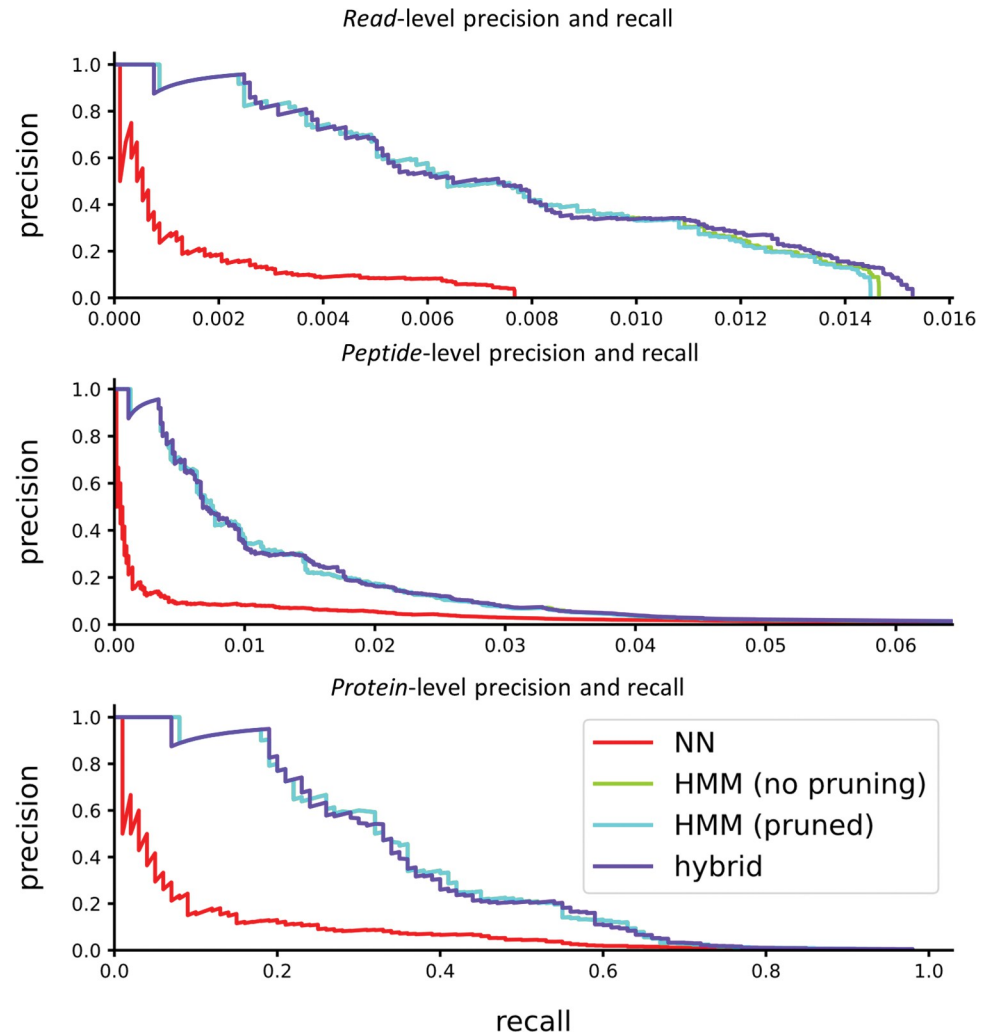 Read-level precision and recall
1.0
0.8
0.6
0.4
0.2
0.0
precision
0.000 0.002 0.004 0.006 0.008 0.010 0.012 0.014 0.016
Peptide-level precision and recall
1.0
0.8
0.6
0.4
0.2
0.0
precision
0.00 0.01 0.02 0.03 0.04 0.05 0.06
Protein-level precision and recall
1.0
0.8
0.6
0.4
0.2
0.0
precision
NN
HMM (no pruning)
HMM (pruned)
hybrid
0.0 0.2 0.4 0.6 0.8 1.0
recall